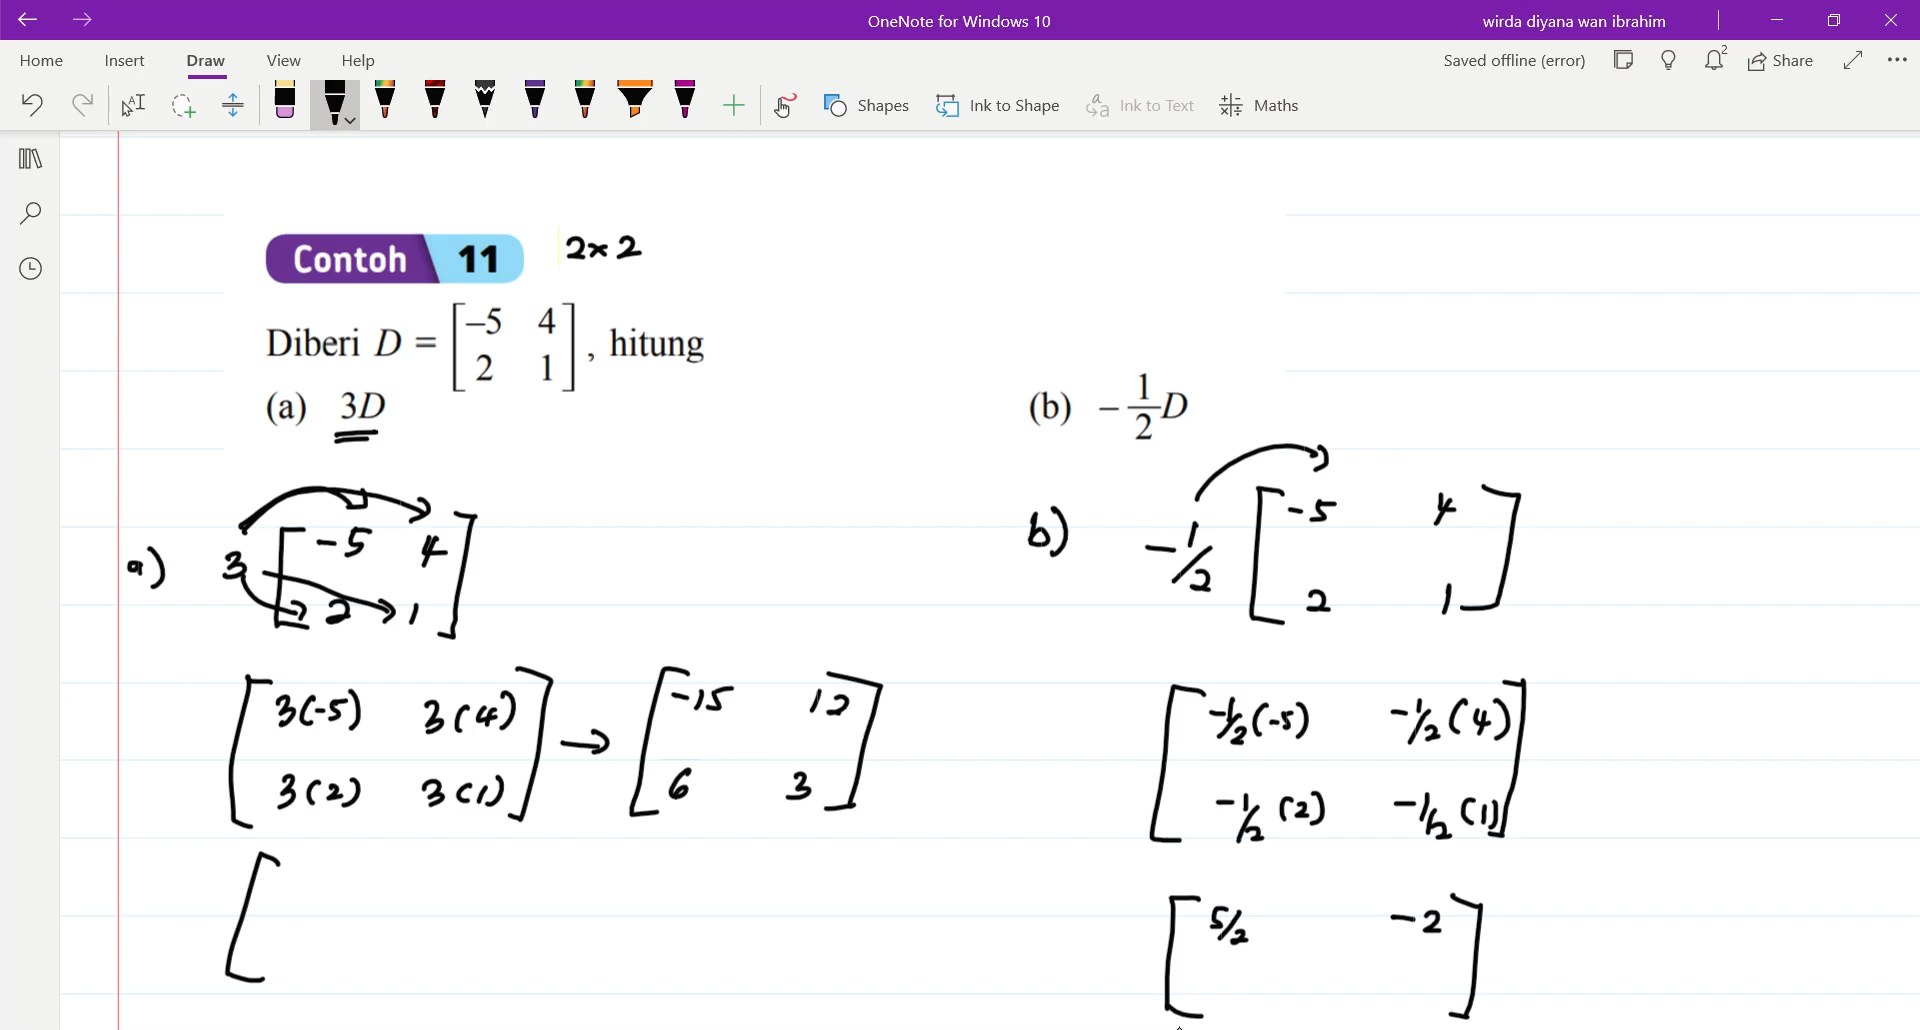 OneNote for Windows 10
wirda diyana wan ibrahim
Home Insert Draw View Help
Saved offline (error) 2 Share
Shapes Ink to Shape Ink to Text Maths
Contoh 11 2×2
Diberi D = [–5 4
2 1], hitung
(a) 3D
(b) –1/2 D
a) 3 [-5 4
2 1]
[3(-5) 3(4)
3(2) 3(1)] → [-15 12
6 3]
[
b) -1/2 [-5 4
2 1]
[-1/2(-5) -1/2(4)
-1/2(2) -1/2(1)]
[5/2 -2]